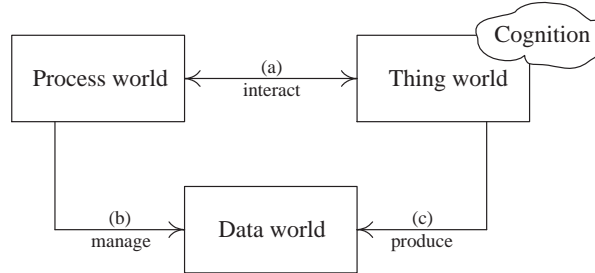 Cognition
Process world
(a)
interact
Thing world
(b)
manage
Data world
(c)
produce